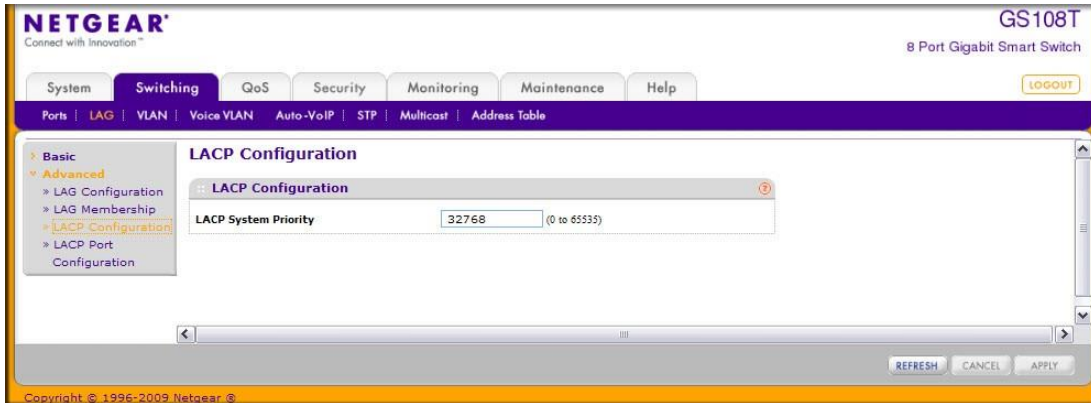 NETGEAR®
Connect with Innovation™
GS108T
8 Port Gigabit Smart Switch
System Switching QoS Security Monitoring Maintenance Help LOGOUT
Ports | LAG | VLAN | Voice VLAN Auto-VoIP | STP | Multicast | Address Table
Basic
Advanced
» LAG Configuration
» LAG Membership
» LACP Configuration
» LACP Port
Configuration
LACP Configuration
LACP Configuration ?
LACP System Priority 32768 (0 to 65535)
REFRESH CANCEL APPLY
Copyright © 1996-2009 Netgear ®